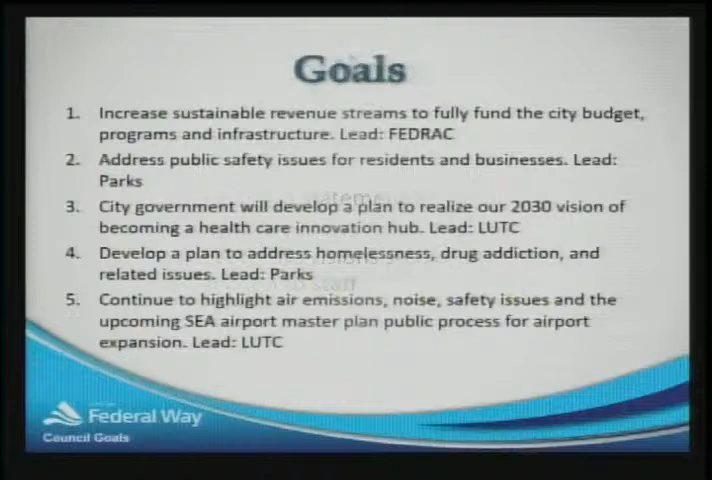 Goals
1. Increase sustainable revenue streams to fully fund the city budget,
programs and infrastructure. Lead: FEDRAC
2. Address public safety issues for residents and businesses. Lead:
Parks
3. City government will develop a plan to realize our 2030 vision of
becoming a health care innovation hub. Lead: LUTC
4. Develop a plan to address homelessness, drug addiction, and
related issues. Lead: Parks
5. Continue to highlight air emissions, noise, safety issues and the
upcoming SEA airport master plan public process for airport
expansion. Lead: LUTC
Federal Way
Council Goals